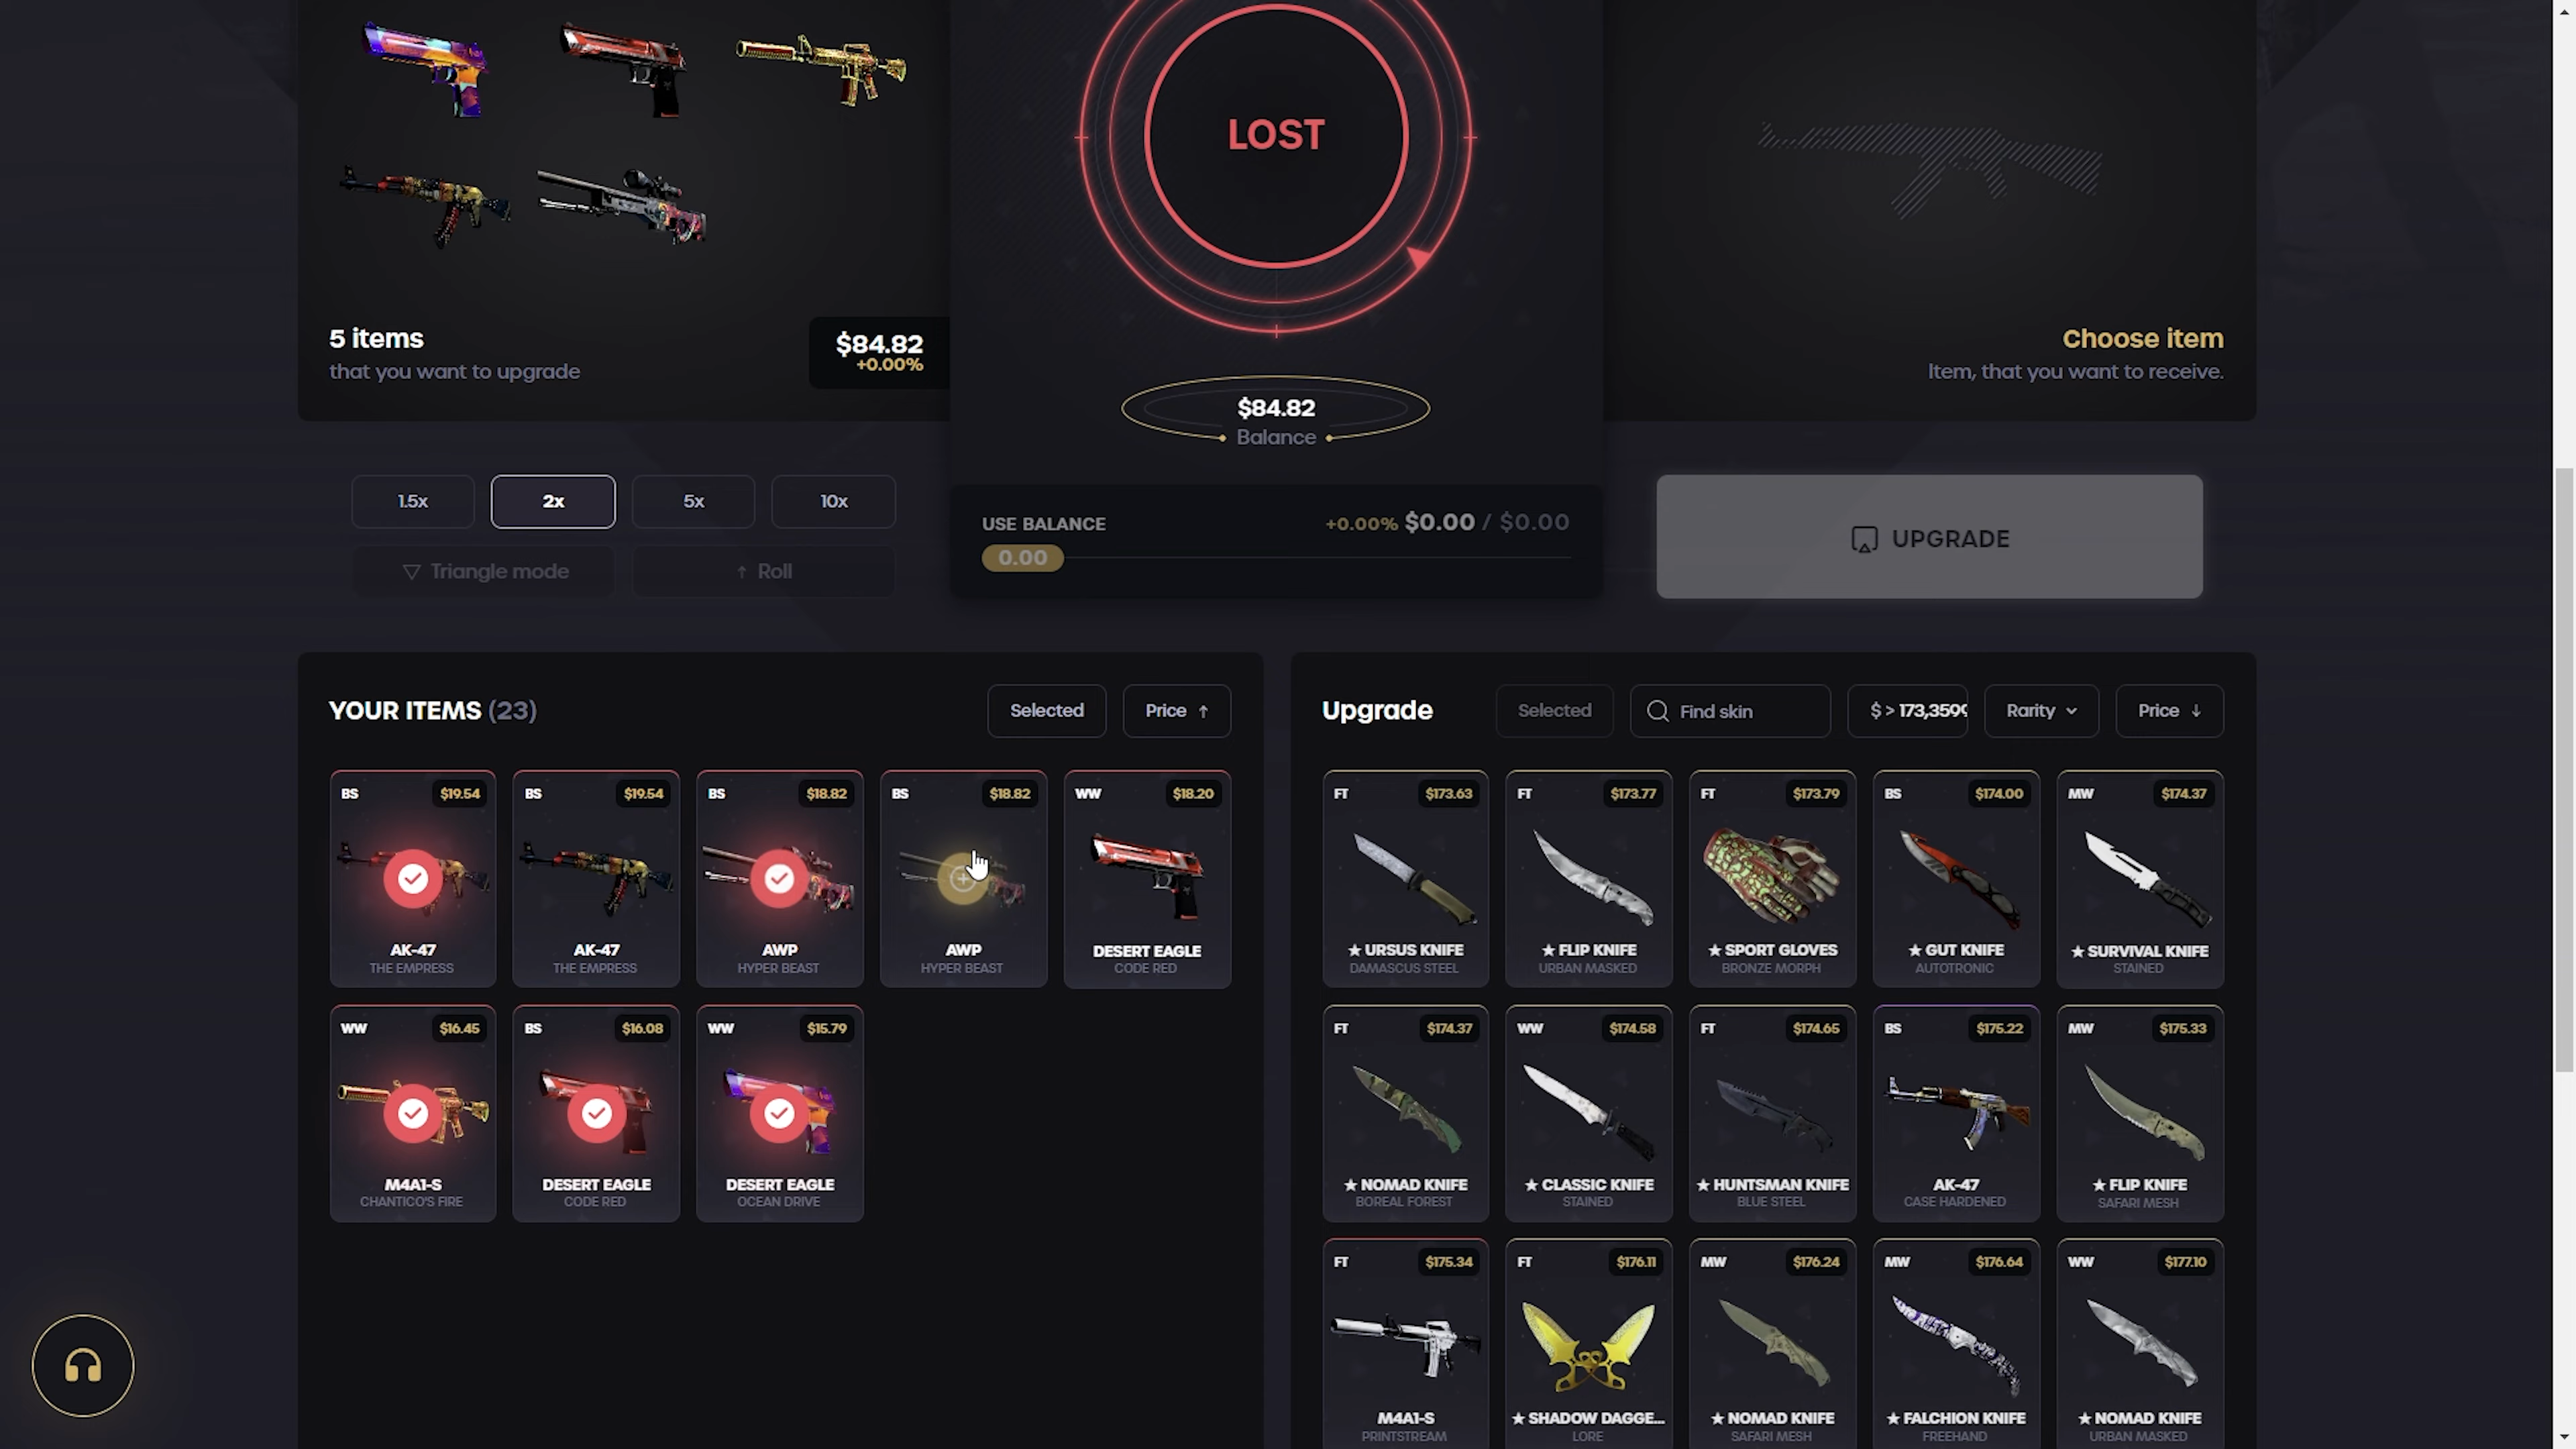 LOST
5 items
that you want to upgrade
$84.82
+0.00%
$84.82
Balance
Choose item
Item, that you want to receive.
1.5x
2x
5x
10x
Triangle mode
Roll
USE BALANCE
+0.00% $0.00 / $0.00
0.00
UPGRADE
YOUR ITEMS (23)
Selected
Price
BS $19.54
AK-47
THE EMPRESS
BS $19.54
AK-47
THE EMPRESS
BS $18.82
AWP
HYPER BEAST
BS $18.82
AWP
HYPER BEAST
WW $18.20
DESERT EAGLE
CODE RED
WW $16.45
M4A1-S
CHANTICO'S FIRE
BS $16.08
DESERT EAGLE
CODE RED
WW $15.79
DESERT EAGLE
OCEAN DRIVE
Upgrade
Selected
Find skin
$ > 173,3599
Rarity
Price
FT $173.63
★ URSUS KNIFE
DAMASCUS STEEL
FT $173.77
★ FLIP KNIFE
URBAN MASKED
FT $173.79
★ SPORT GLOVES
BRONZE MORPH
BS $174.00
★ GUT KNIFE
AUTOTRONIC
MW $174.37
★ SURVIVAL KNIFE
STAINED
FT $174.37
★ NOMAD KNIFE
BOREAL FOREST
WW $174.58
★ CLASSIC KNIFE
STAINED
FT $174.65
★ HUNTSMAN KNIFE
BLUE STEEL
BS $175.22
AK-47
CASE HARDENED
MW $175.33
★ FLIP KNIFE
SAFARI MESH
FT $175.34
M4A1-S
PRINTSTREAM
FT $176.11
★ SHADOW DAGGE...
LORE
MW $176.24
★ NOMAD KNIFE
SAFARI MESH
MW $176.64
★ FALCHION KNIFE
FREEHAND
WW $177.10
★ NOMAD KNIFE
URBAN MASKED